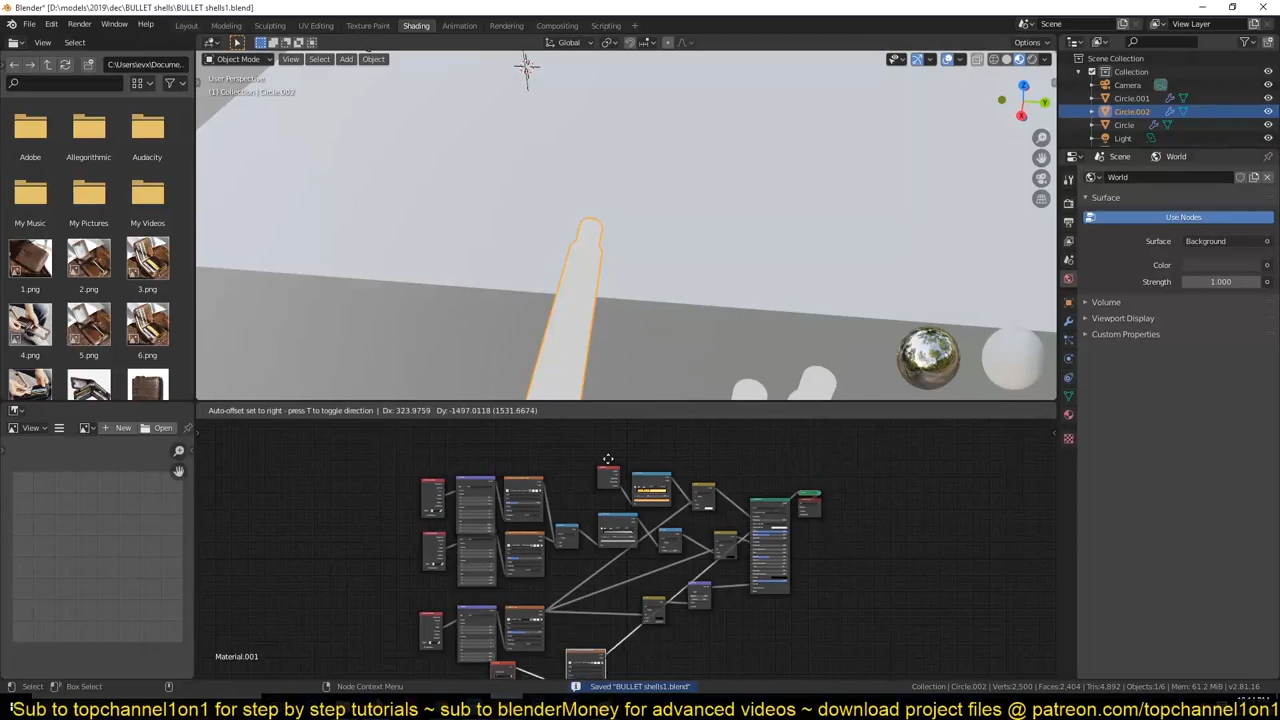 Blender* [D:\models\2019\dec\BULLET shells\BULLET shells1.blend]
File Edit Render Window Help Layout Modeling Sculpting UV Editing Texture Paint Shading Animation Rendering Compositing Scripting Scene View Layer
View Select Global Options
C:\Users\evx\Docume... Object Mode View Select Add Object Scene Collection
User Perspective
(1) Collection | Circle.002
Collection
Camera
Circle.001
Circle.002
Circle
Light
Adobe Allegorithmic Audacity
Scene World
World
Surface
Use Nodes
My Music My Pictures My Videos
Surface Background
Color
Strength 1.000
1.png 2.png 3.png
Volume
Viewport Display
Custom Properties
4.png 5.png 6.png
Auto-offset set to right - press T to toggle direction | Dx: 323.9759 Dy: -1497.0118 (1531.6674)
View New Open
Material.001
Select Box Select Node Context Menu Saved "BULLET shells1.blend" Collection | Circle.002 | Verts:2,500 | Faces:2,404 | Tris:4,892 | Objects:1/6 | Mem: 61.2 MiB | v2.81.16
Sub to topchannel1on1 for step by step tutorials ~ sub to blenderMoney for advanced videos ~ download project files @ patreon.com/topchannel1on1